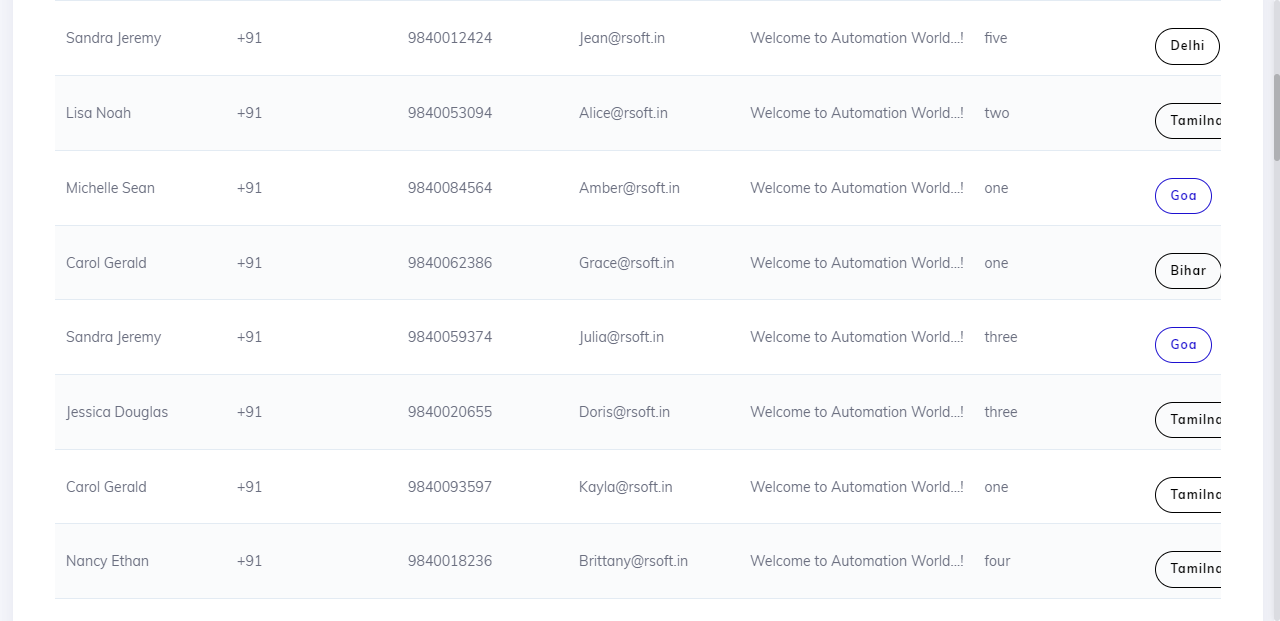 Sandra Jeremy +91 9840012424 Jean@rsoft.in Welcome to Automation World...! five Delhi
Lisa Noah +91 9840053094 Alice@rsoft.in Welcome to Automation World...! two
Michelle Sean +91 9840084564 Amber@rsoft.in Welcome to Automation World...! one Goa
Carol Gerald +91 9840062386 Grace@rsoft.in Welcome to Automation World...! one Bihar
Sandra Jeremy +91 9840059374 Julia@rsoft.in Welcome to Automation World...! three Goa
Jessica Douglas +91 9840020655 Doris@rsoft.in Welcome to Automation World...! three
Carol Gerald +91 9840093597 Kayla@rsoft.in Welcome to Automation World...! one
Nancy Ethan +91 9840018236 Brittany@rsoft.in Welcome to Automation World...! four